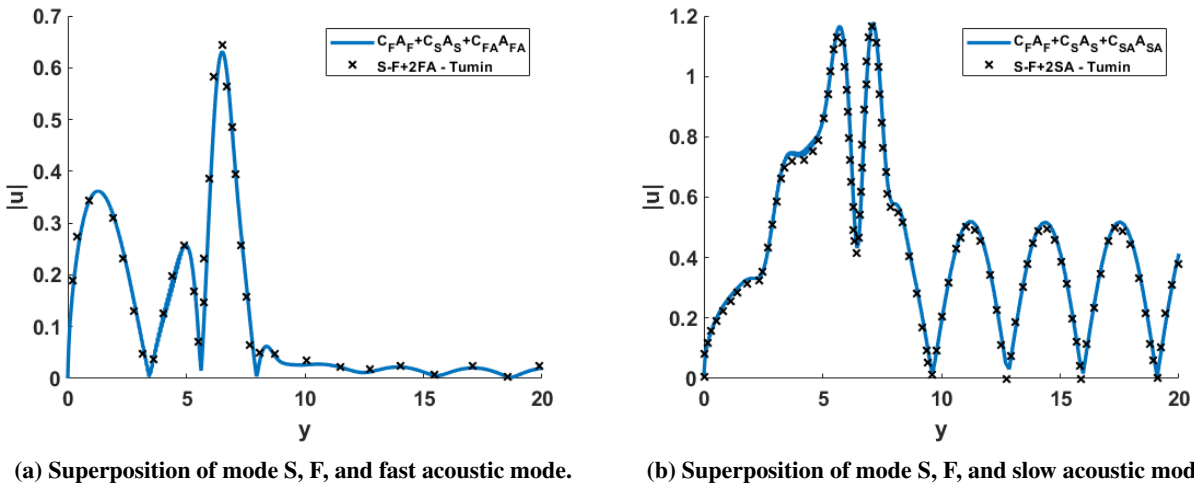 0.7
0.6
0.5
0.4
0.3
0.2
0.1
0
|u|
0
5
10
15
20
y
C_FA_F+C_SA_S+C_FAA_FA
S-F+2FA - Tumin
(a) Superposition of mode S, F, and fast acoustic mode.
1.2
1
0.8
0.6
0.4
0.2
0
|u|
0
5
10
15
20
y
C_FA_F+C_SA_S+C_SAA_SA
S-F+2SA - Tumin
(b) Superposition of mode S, F, and slow acoustic mod